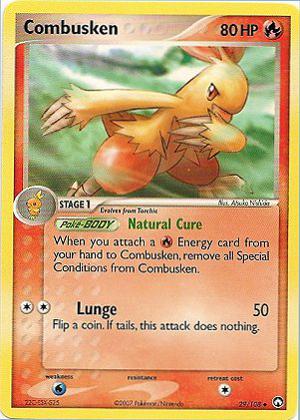 Combusken 80 HP
STAGE 1 Illus. Atsuko Nishida
Evolves from Torchic
Poké-BODY Natural Cure
When you attach a Energy card from
your hand to Combusken, remove all Special
Conditions from Combusken.
Lunge 50
Flip a coin. If tails, this attack does nothing.
weakness resistance retreat cost
©2007 Pokémon/Nintendo 29/108